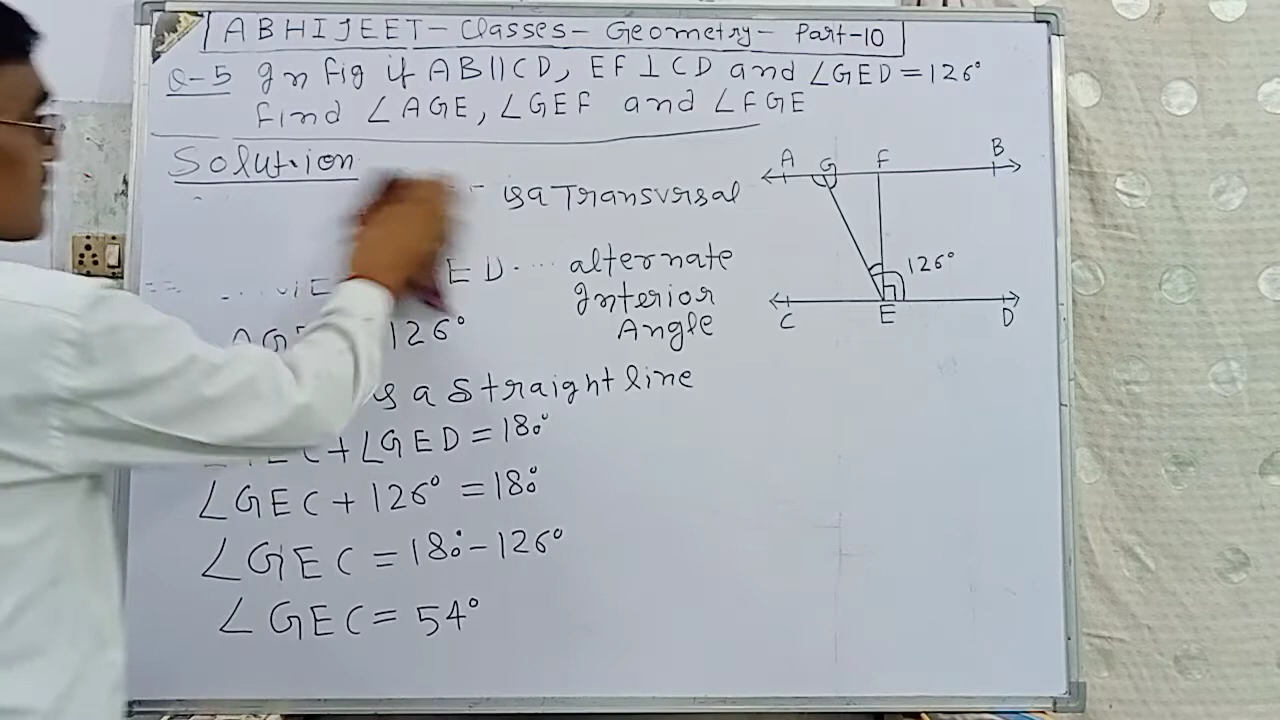 ABHIJEET - Classes - Geometry - Part-10
Q-5 In fig if AB||CD, EF⊥CD and ∠GED = 126°
find ∠AGE, ∠GEF and ∠FGE
Solution
is a Transversal
ED... alternate
Interior
Angle
126°
is a Straight line
+∠GED = 180°
∠GEC + 126° = 180°
∠GEC = 180° - 126°
∠GEC = 54°
A G F B
126°
C E D